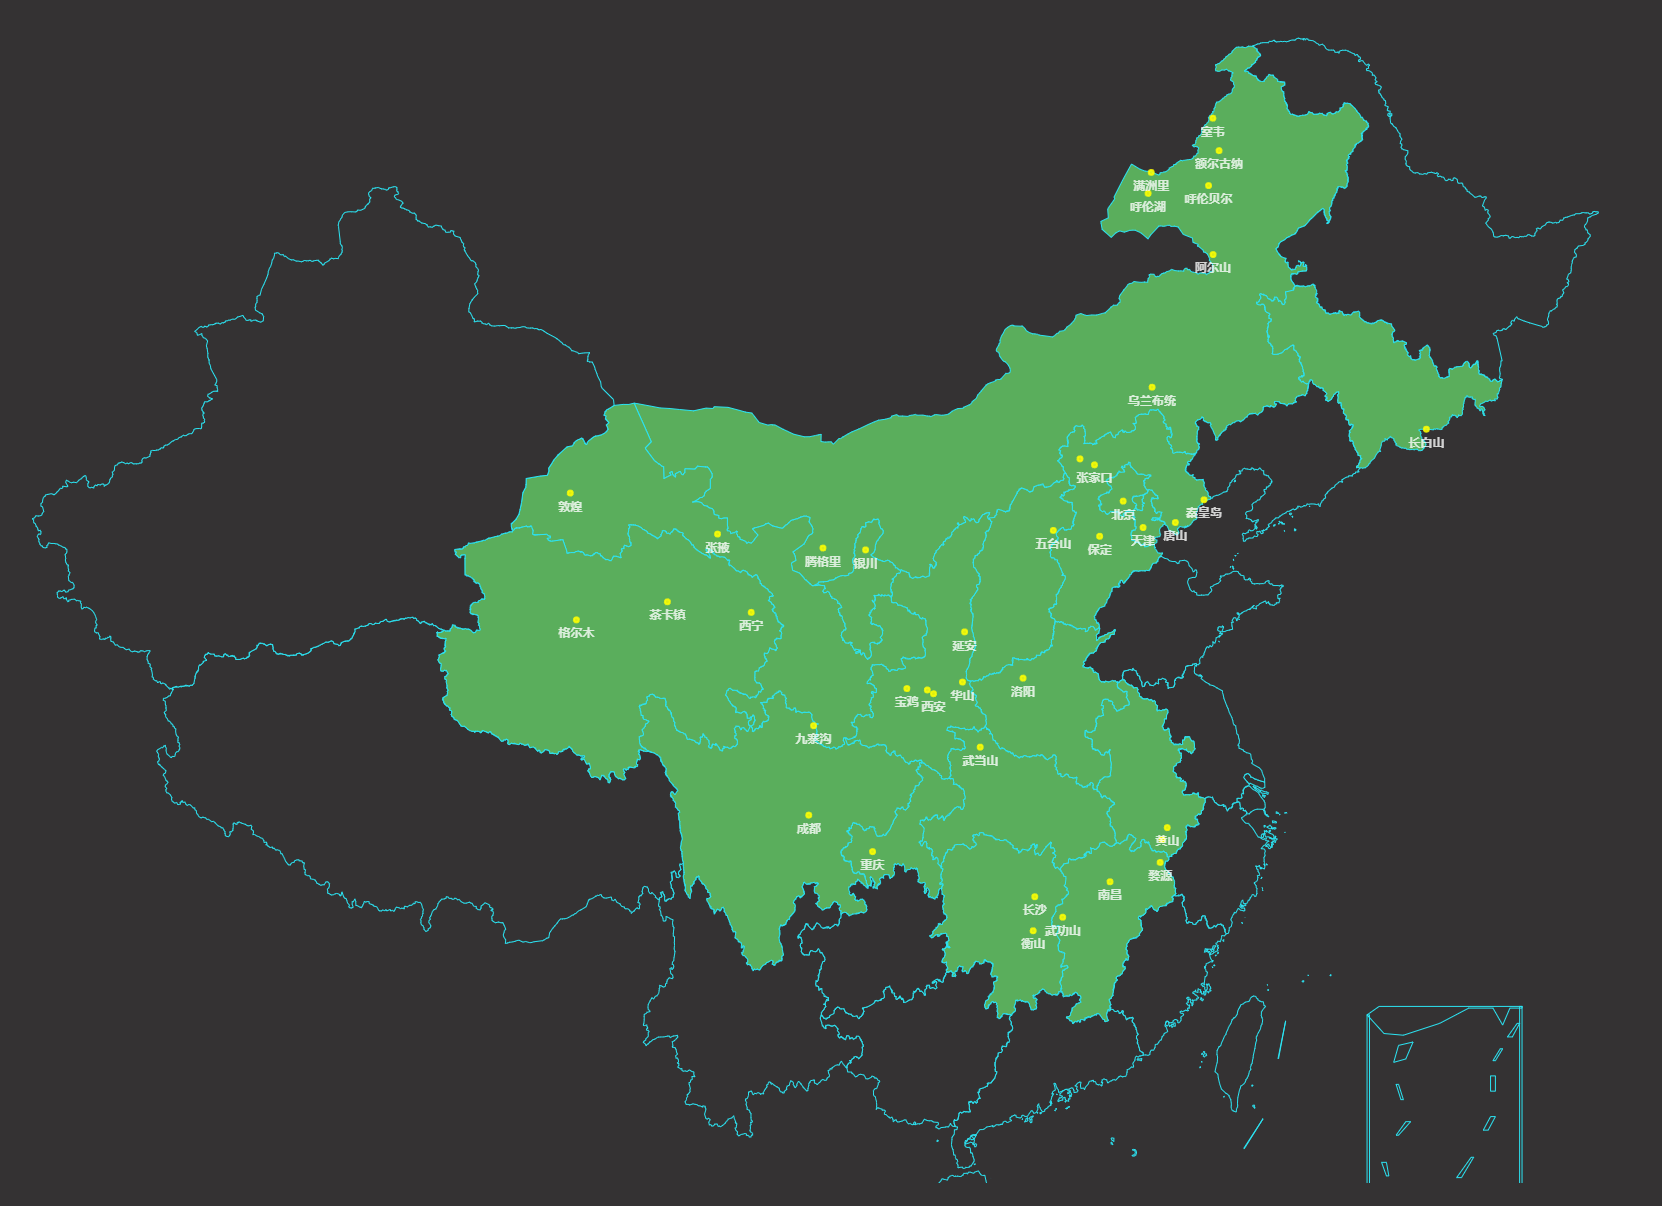 室韦
额尔古纳
满洲里
呼伦贝尔
呼伦湖
阿尔山
乌兰布统
长白山
张家口
敦煌
北京
秦皇岛
唐山
天津
五台山
保定
张掖
腾格里
银川
茶卡镇
西宁
格尔木
延安
洛阳
华山
宝鸡
西安
九寨沟
武当山
成都
黄山
重庆
婺源
南昌
长沙
武功山
衡山